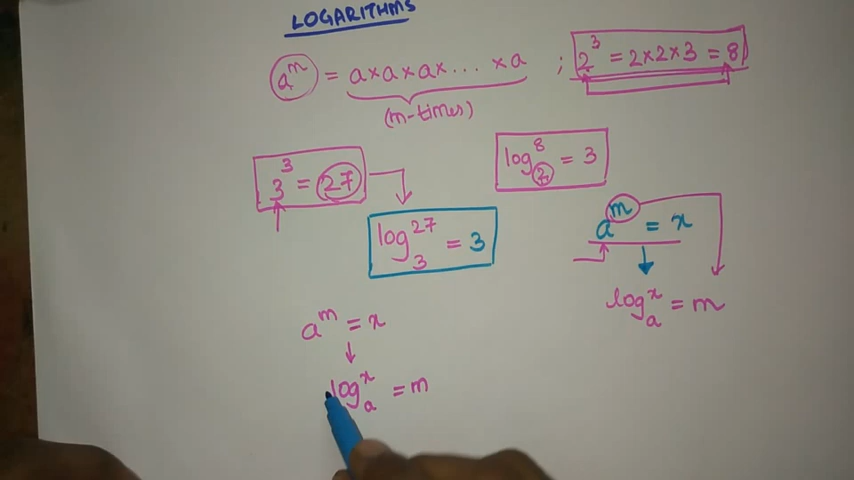 LOGARITHMS
a^m = a×a×a×... ×a ; 2^3 = 2×2×3 = 8
(m-times)
3^3 = 27
log_2^8 = 3
log_3^27 = 3
a^m = x
log_a^x = m
a^m = x
log_a^x = m